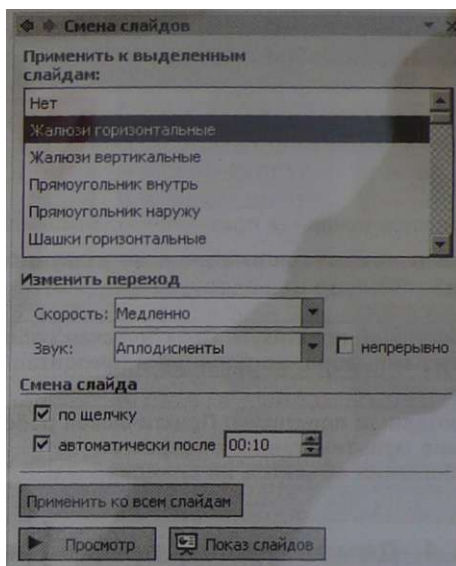 Смена слайдов
Применить к выделенным
слайдам:
Нет
Жалюзи горизонтальные
Жалюзи вертикальные
Прямоугольник внутрь
Прямоугольник наружу
Шашки горизонтальные
Изменить переход
Скорость: Медленно
Звук: Аплодисменты непрерывно
Смена слайда
по щелчку
автоматически после 00:10
Применить ко всем слайдам
Просмотр Показ слайдов